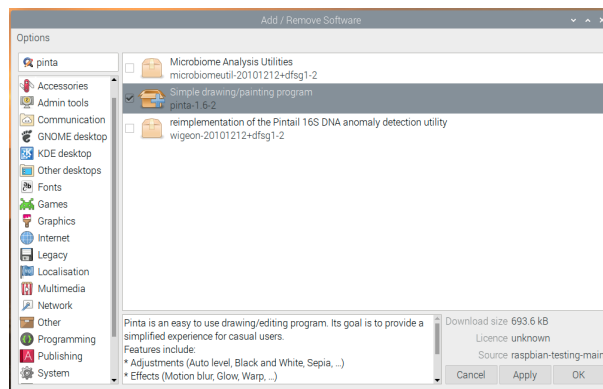 Add / Remove Software
Options
pinta
Accessories
Admin tools
Communication
GNOME desktop
KDE desktop
Other desktops
Fonts
Games
Graphics
Internet
Legacy
Localisation
Multimedia
Network
Other
Programming
Publishing
System
Microbiome Analysis Utilities
microbiomeutil-20101212+dfsg1-2
Simple drawing/painting program
pinta-1.6-2
reimplementation of the Pintail 16S DNA anomaly detection utility
wigeon-20101212+dfsg1-2
Pinta is an easy to use drawing/editing program. Its goal is to provide a
simplified experience for casual users.
Features include:
* Adjustments (Auto level, Black and White, Sepia, ...)
* Effects (Motion blur, Glow, Warp, ...)
Download size 693.6 kB
Licence unknown
Source raspbian-testing-main
Cancel Apply OK